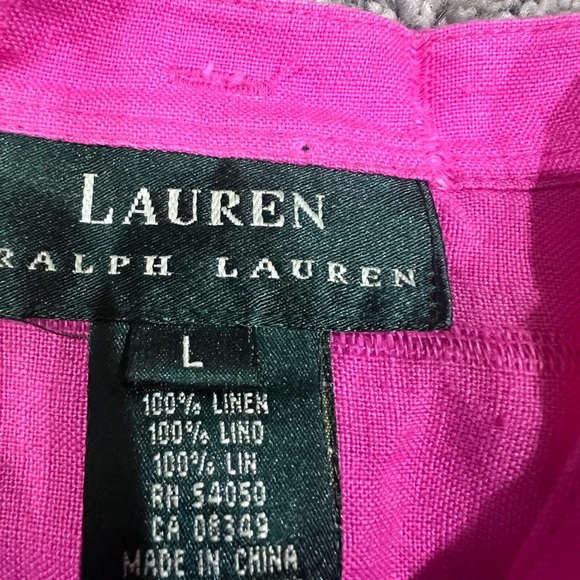 LAUREN
RALPH LAUREN
L
100% LINEN
100% LINO
100% LIN
RN 54050
CA 08349
MADE IN CHINA